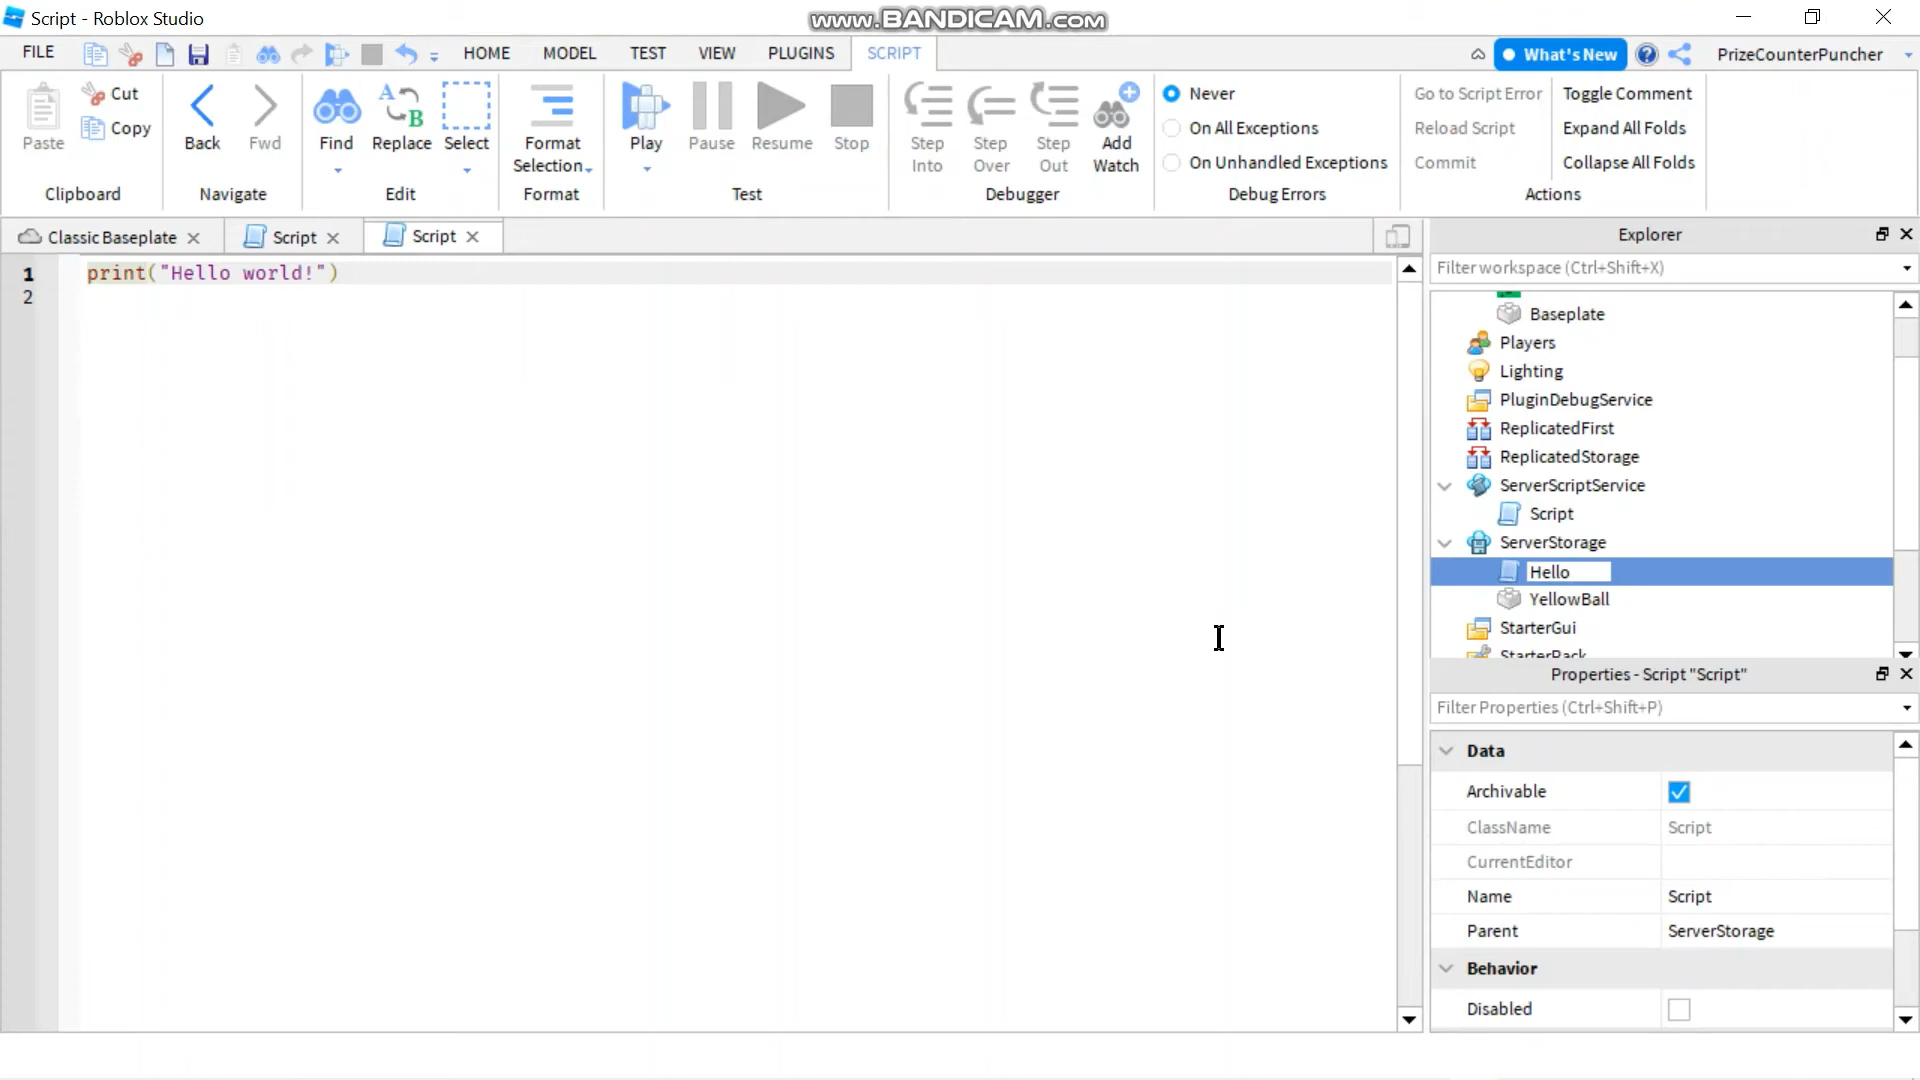 Script - Roblox Studio
www.BANDICAM.com
FILE
HOME
MODEL
TEST
VIEW
PLUGINS
SCRIPT
What's New
PrizeCounterPuncher
Paste
Cut
Copy
Clipboard
Back
Fwd
Navigate
Find
Replace
Select
Edit
Format
Selection
Format
Play
Pause
Resume
Stop
Test
Step
Into
Step
Over
Step
Out
Add
Watch
Debugger
Never
On All Exceptions
On Unhandled Exceptions
Debug Errors
Go to Script Error
Reload Script
Commit
Toggle Comment
Expand All Folds
Collapse All Folds
Actions
Classic Baseplate
Script
Script
1 print("Hello world!")
2
Explorer
Filter workspace (Ctrl+Shift+X)
Baseplate
Players
Lighting
PluginDebugService
ReplicatedFirst
ReplicatedStorage
ServerScriptService
Script
ServerStorage
Hello
YellowBall
StarterGui
StarterPack
Properties - Script "Script"
Filter Properties (Ctrl+Shift+P)
Data
Archivable
ClassName Script
CurrentEditor
Name Script
Parent ServerStorage
Behavior
Disabled